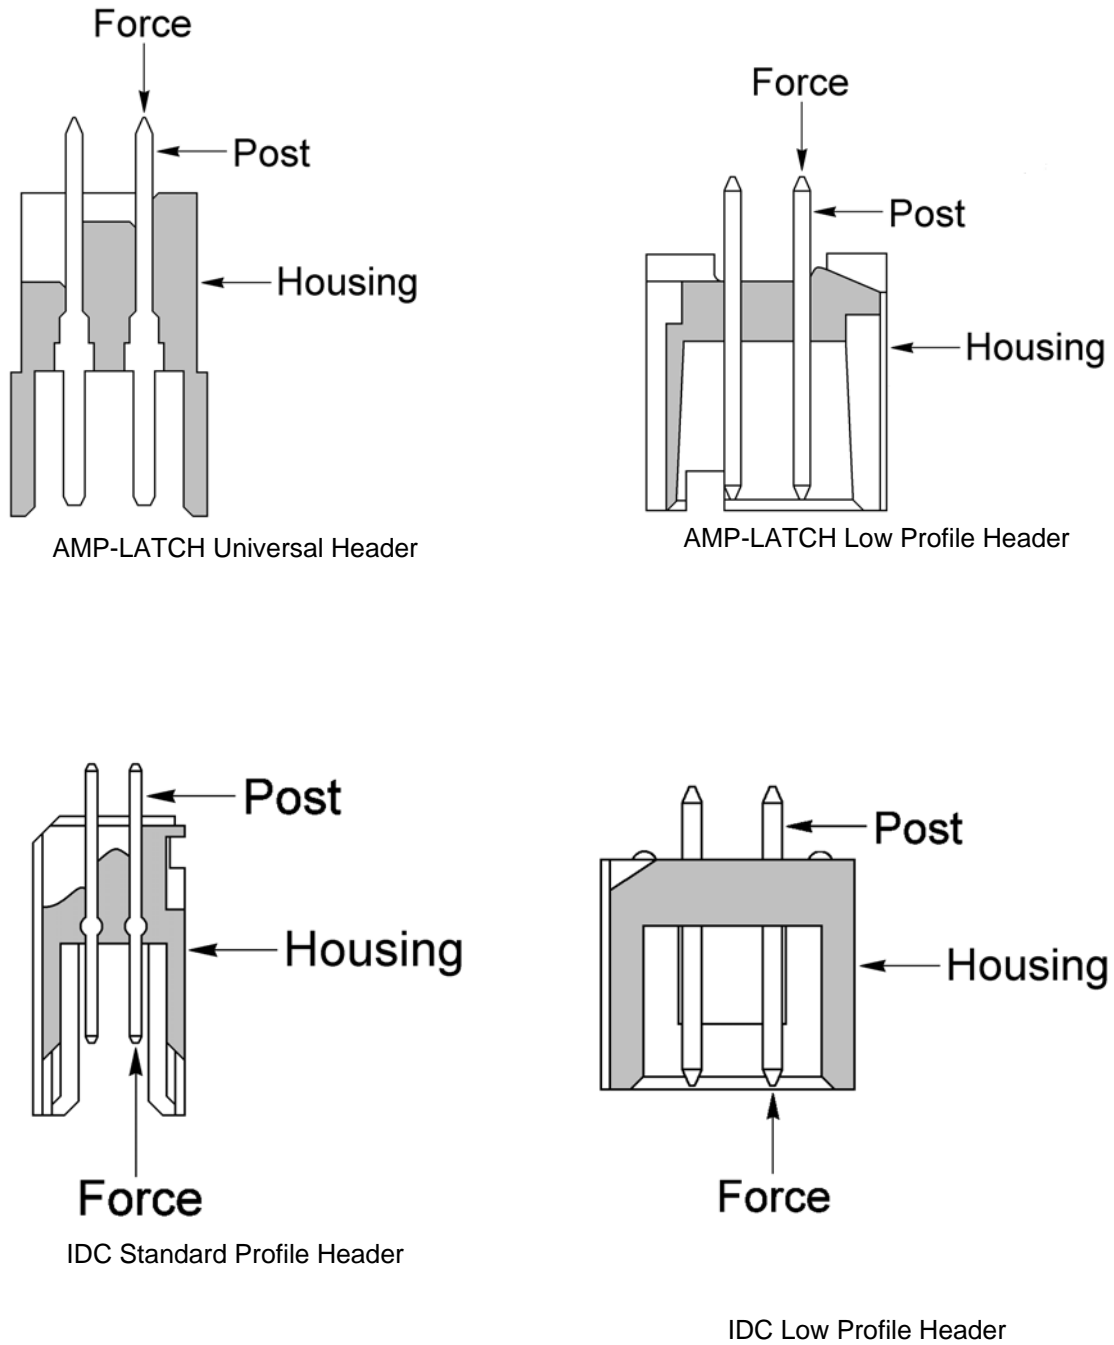 Force
Post
Housing
AMP-LATCH Universal Header
Force
Post
Housing
AMP-LATCH Low Profile Header
Post
Housing
Force
IDC Standard Profile Header
Post
Housing
Force
IDC Low Profile Header